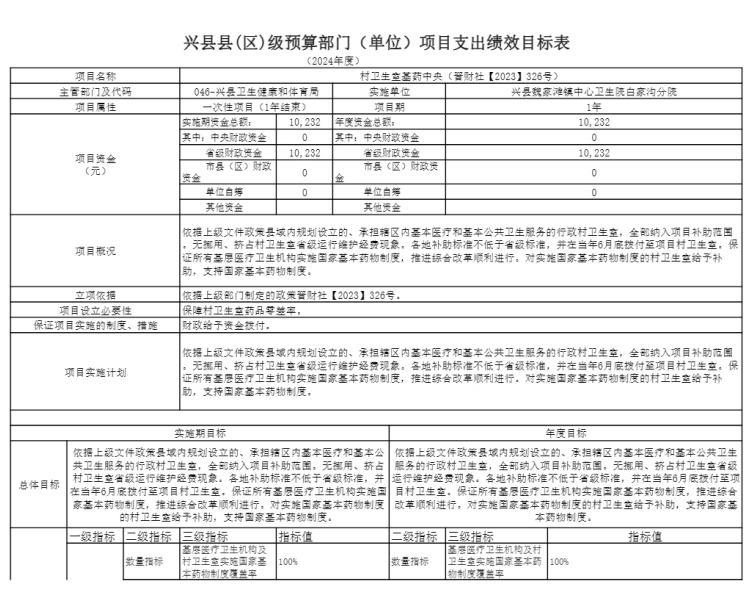 兴县县(区)级预算部门（单位）项目支出绩效目标表
（2024年度）
项目名称 村卫生室基药中央（晋财社【2023】326号）
主管部门及代码 046-兴县卫生健康和体育局 实施单位 兴县魏家滩镇中心卫生院白家沟分院
项目属性 一次性项目（1年结束） 项目期 1年
项目资金
（元）
实施期资金总额： 10,232 年度资金总额： 10,232
其中：中央财政资金 0 其中：中央财政资金 0
省级财政资金 10,232 省级财政资金 10,232
市县（区）财政资金 0 市县（区）财政资金 0
单位自筹 0 单位自筹 0
其他资金 其他资金
项目概况
依据上级文件政策县域内规划设立的、承担辖区内基本医疗和基本公共卫生服务的行政村卫生室，全部纳入项目补助范围
。无挪用、挤占村卫生室省级运行维护经费现象。各地补助标准不低于省级标准，并在当年6月底拨付至项目村卫生室。保
证所有基层医疗卫生机构实施国家基本药物制度，推进综合改革顺利进行。对实施国家基本药物制度的村卫生室给予补
助，支持国家基本药物制度。
立项依据 依据上级部门制定的政策晋财社【2023】326号。
项目设立必要性 保障村卫生室药品零差率。
保证项目实施的制度、措施 财政给予资金拨付。
项目实施计划
依据上级文件政策县域内规划设立的、承担辖区内基本医疗和基本公共卫生服务的行政村卫生室，全部纳入项目补助范围
。无挪用、挤占村卫生室省级运行维护经费现象。各地补助标准不低于省级标准，并在当年6月底拨付至项目村卫生室。保
证所有基层医疗卫生机构实施国家基本药物制度，推进综合改革顺利进行。对实施国家基本药物制度的村卫生室给予补
助，支持国家基本药物制度。
实施期目标 年度目标
总体目标
依据上级文件政策县域内规划设立的、承担辖区内基本医疗和基本公
共卫生服务的行政村卫生室，全部纳入项目补助范围。无挪用、挤占
村卫生室省级运行维护经费现象。各地补助标准不低于省级标准，并
在当年6月底拨付至项目村卫生室。保证所有基层医疗卫生机构实施国
家基本药物制度，推进综合改革顺利进行。对实施国家基本药物制度
的村卫生室给予补助，支持国家基本药物制度。
依据上级文件政策县域内规划设立的、承担辖区内基本医疗和基本公共卫生
服务的行政村卫生室，全部纳入项目补助范围。无挪用、挤占村卫生室省级
运行维护经费现象。各地补助标准不低于省级标准，并在当年6月底拨付至项
目村卫生室。保证所有基层医疗卫生机构实施国家基本药物制度，推进综合
改革顺利进行。对实施国家基本药物制度的村卫生室给予补助，支持国家基
本药物制度。
一级指标 二级指标 三级指标 指标值 二级指标 三级指标 指标值
数量指标
基层医疗卫生机构及
村卫生室实施国家基
本药物制度覆盖率
100%
数量指标
基层医疗卫生机构及村
卫生室实施国家基本药
物制度覆盖率
100%